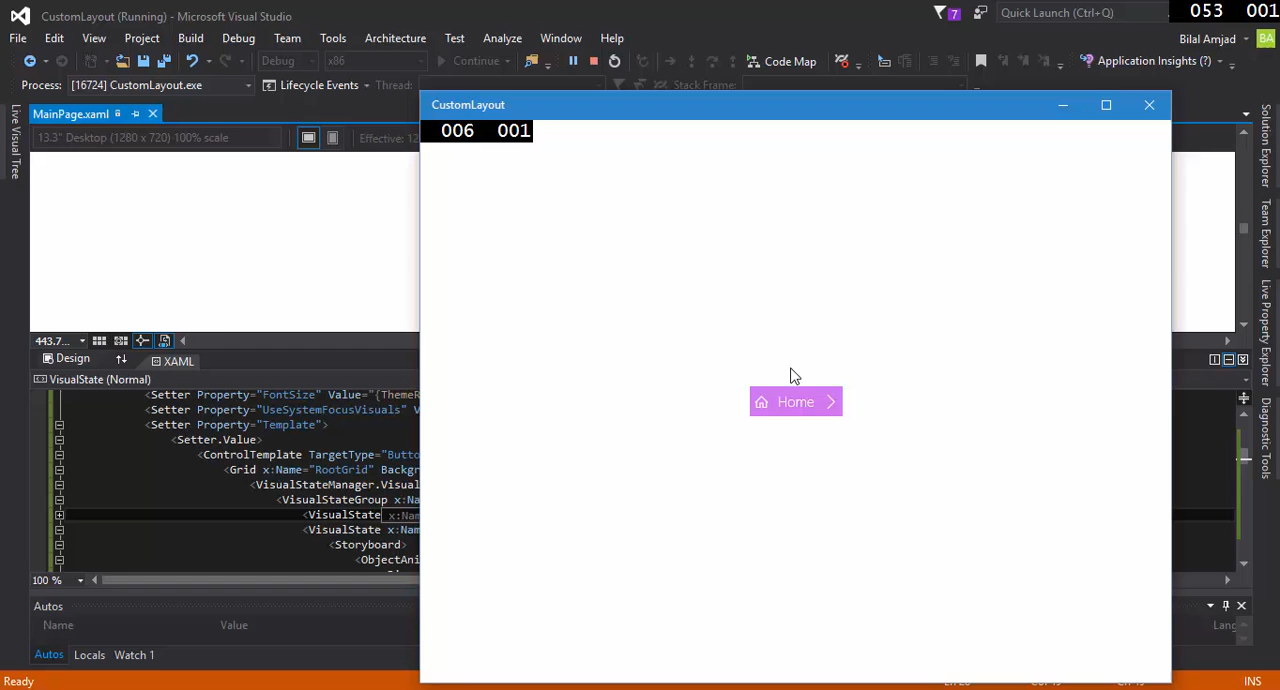 CustomLayout (Running) - Microsoft Visual Studio
7
Quick Launch (Ctrl+Q)
053 001
File Edit View Project Build Debug Team Tools Architecture Test Analyze Window Help
Bilal Amjad
BA
Debug x86 Continue Code Map Application Insights (?)
Process: [16724] CustomLayout.exe Lifecycle Events Thread: Stack Frame:
MainPage.xaml
CustomLayout
13.3" Desktop (1280 x 720) 100% scale
Effective: 12
006 001
Live Visual Tree
Home
443.7...
Design
XAML
VisualState (Normal)
<Setter Property="FontSize" Value="{ThemeR
<Setter Property="UseSystemFocusVisuals" V
<Setter Property="Template">
<Setter.Value>
<ControlTemplate TargetType="Butto
<Grid x:Name="RootGrid" Backgr
<VisualStateManager.Visual
<VisualStateGroup x:Na
<VisualState x:Nam
<VisualState x:Nam
<Storyboard>
<ObjectAni
100 %
Autos
Name Value
Lang
Autos Locals Watch 1
Ready
INS
Solution Explorer
Team Explorer
Live Property Explorer
Diagnostic Tools